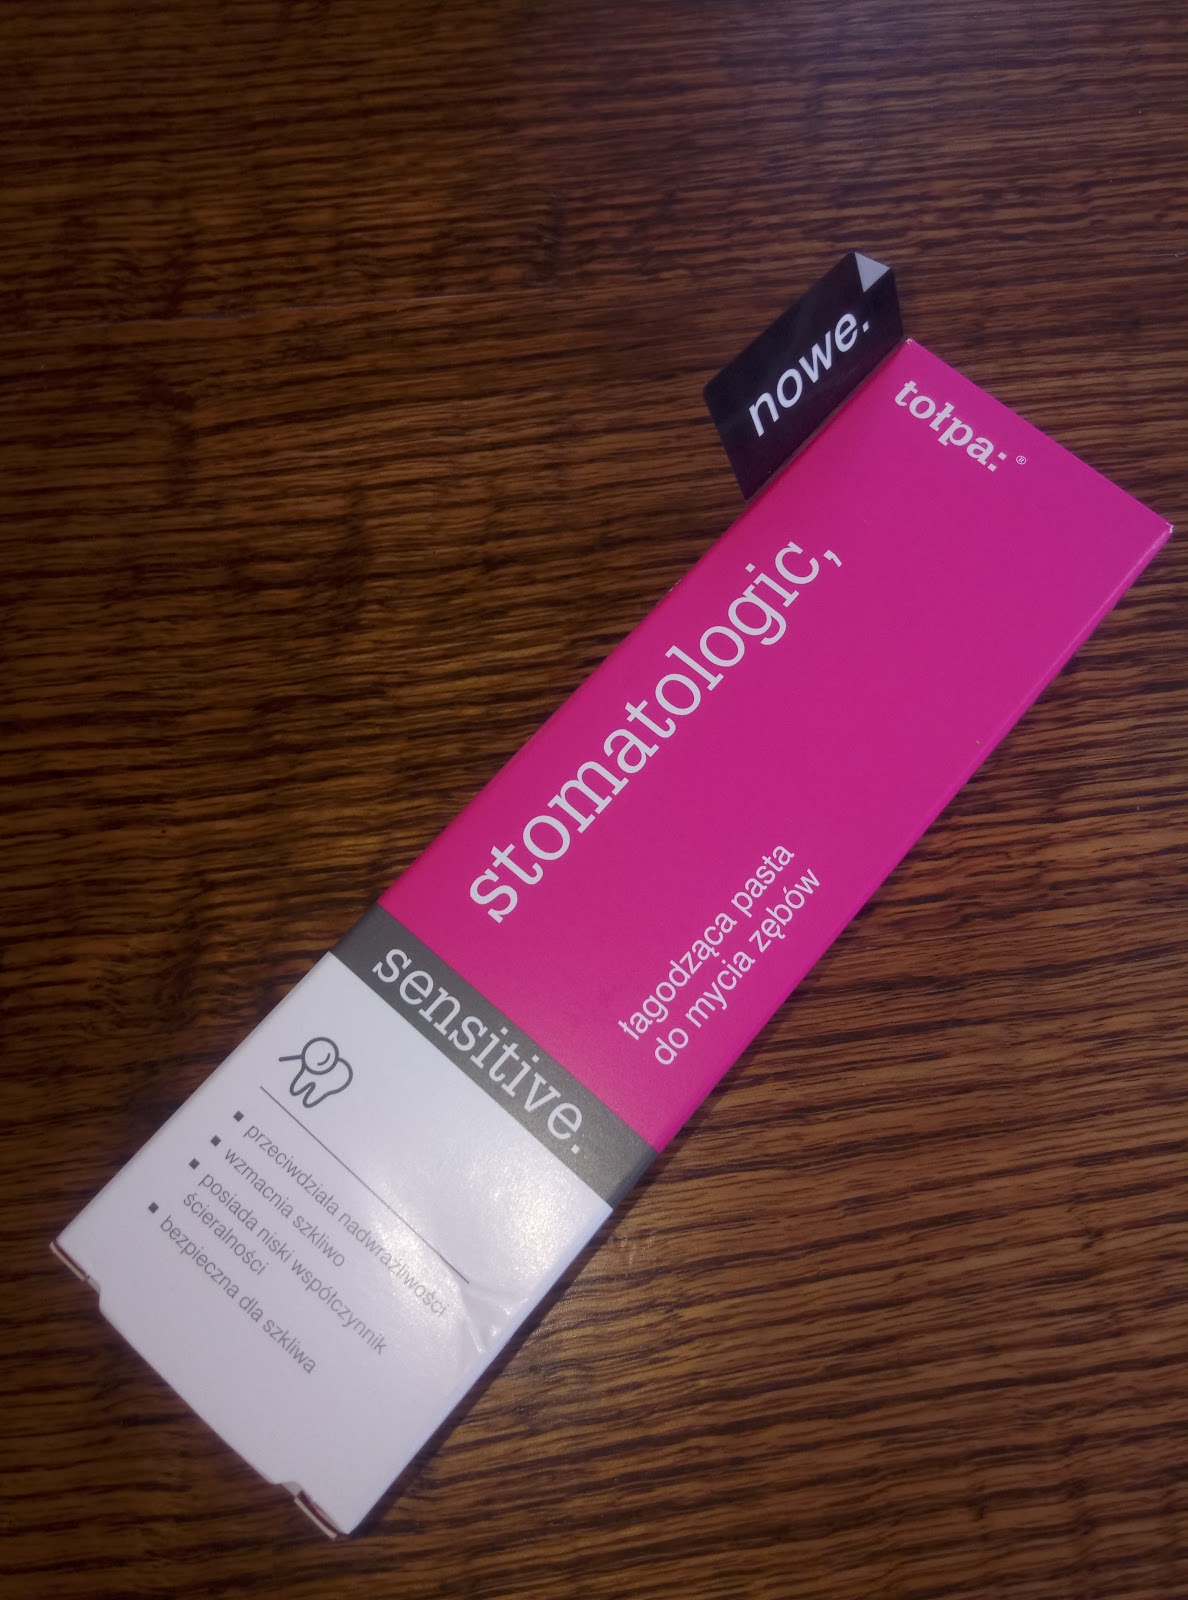 nowe.
tołpa:®
stomatologic,
łagodząca pasta
do mycia zębów
sensitive.
▪ przeciwdziała nadwrażliwości
▪ wzmacnia szkliwo
▪ posiada niski współczynnik
ścieralności
▪ bezpieczna dla szkliwa